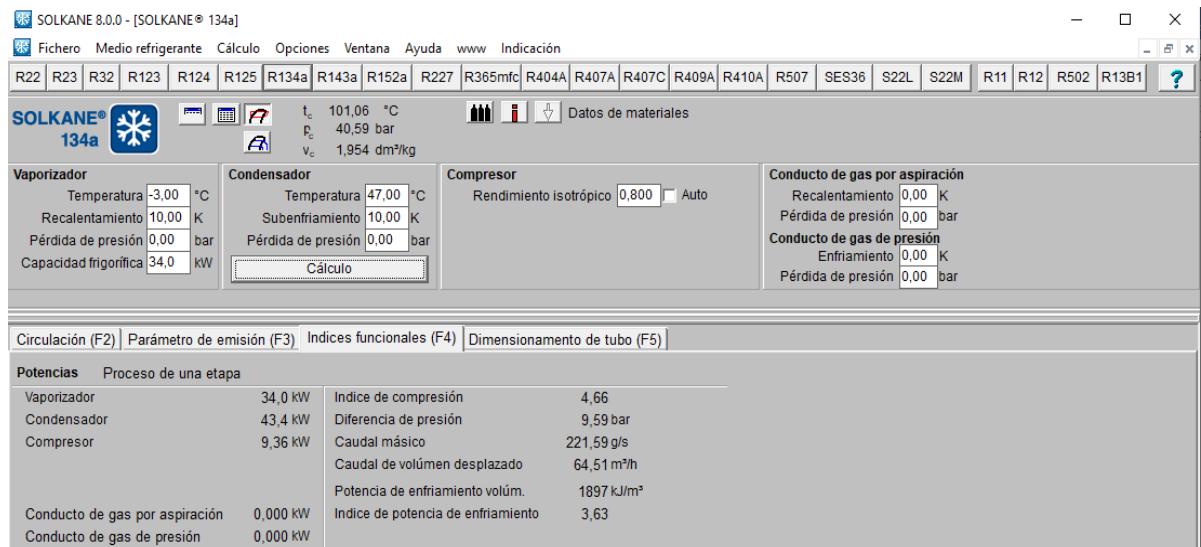 SOLKANE 8.0.0 - [SOLKANE® 134a]
Fichero Medio refrigerante Cálculo Opciones Ventana Ayuda www Indicación
R22 R23 R32 R123 R124 R125 R134a R143a R152a R227 R365mfc R404A R407A R407C R409A R410A R507 SES36 S22L S22M R11 R12 R502 R13B1 ?
SOLKANE®
134a
tc 101,06 °C
pc 40,59 bar
vc 1,954 dm³/kg
Datos de materiales
Vaporizador
Temperatura -3,00 °C
Recalentamiento 10,00 K
Pérdida de presión 0,00 bar
Capacidad frigorífica 34,0 kW
Condensador
Temperatura 47,00 °C
Subenfriamiento 10,00 K
Pérdida de presión 0,00 bar
Cálculo
Compresor
Rendimiento isotrópico 0,800 Auto
Conducto de gas por aspiración
Recalentamiento 0,00 K
Pérdida de presión 0,00 bar
Conducto de gas de presión
Enfriamiento 0,00 K
Pérdida de presión 0,00 bar
Circulación (F2) Parámetro de emisión (F3) Indices funcionales (F4) Dimensionamento de tubo (F5)
Potencias Proceso de una etapa
Vaporizador 34,0 kW
Condensador 43,4 kW
Compresor 9,36 kW
Conducto de gas por aspiración 0,000 kW
Conducto de gas de presión 0,000 kW
Indice de compresión 4,66
Diferencia de presión 9,59 bar
Caudal másico 221,59 g/s
Caudal de volúmen desplazado 64,51 m³/h
Potencia de enfriamiento volúm. 1897 kJ/m³
Indice de potencia de enfriamiento 3,63